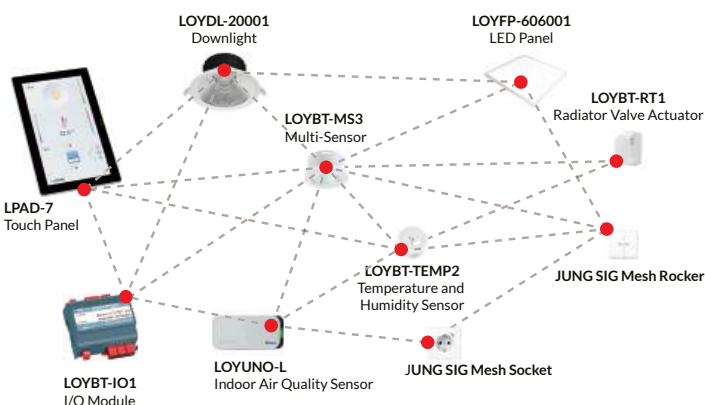 LOYDL-20001
Downlight
LOYFP-606001
LED Panel
LOYBT-RT1
Radiator Valve Actuator
LOYBT-MS3
Multi-Sensor
LPAD-7
Touch Panel
LOYBT-TEMP2
Temperature and
Humidity Sensor
JUNG SIG Mesh Rocker
LOYBT-IO1
I/O Module
LOYUNO-L
Indoor Air Quality Sensor
JUNG SIG Mesh Socket